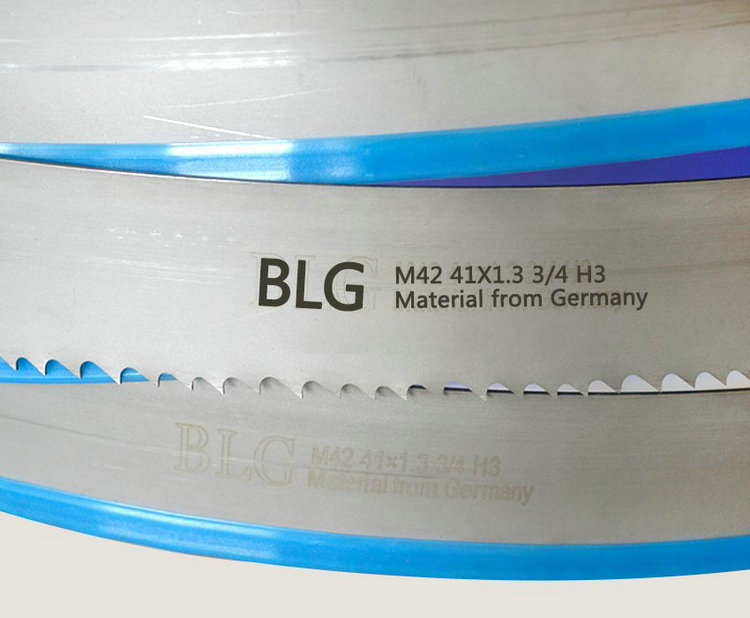 BLG
M42 41X1.3 3/4 H3
Material from Germany
BLG
M42 41×1.3 3/4 H3
Material from Germany